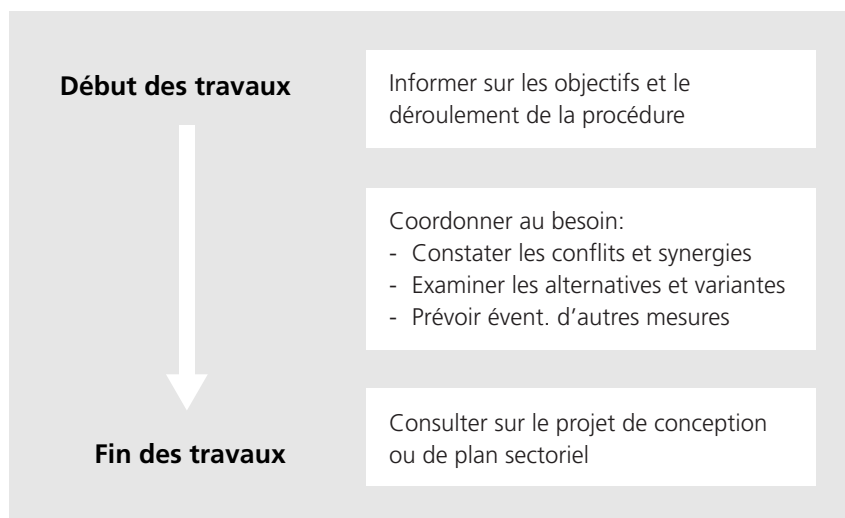 Début des travaux
Informer sur les objectifs et le
déroulement de la procédure
Coordonner au besoin:
- Constater les conflits et synergies
- Examiner les alternatives et variantes
- Prévoir évent. d’autres mesures
Fin des travaux
Consulter sur le projet de conception
ou de plan sectoriel